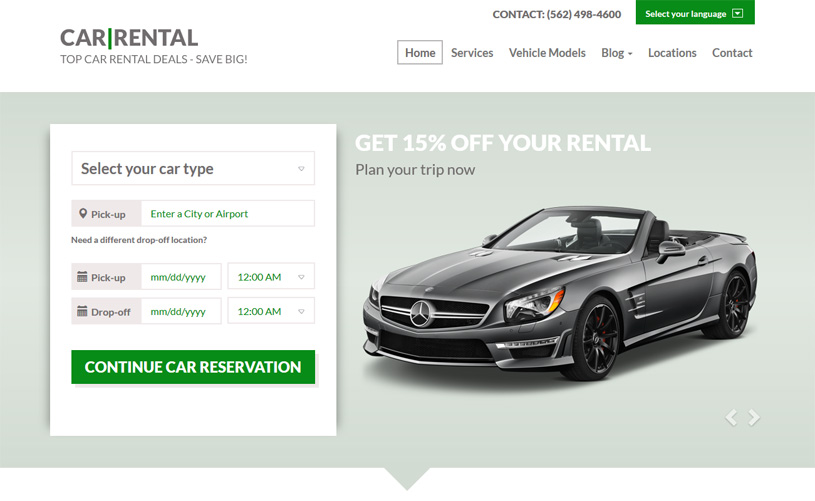 CONTACT: (562) 498-4600
Select your language
CAR|RENTAL
TOP CAR RENTAL DEALS - SAVE BIG!
Home
Services
Vehicle Models
Blog
Locations
Contact
Select your car type
Pick-up
Enter a City or Airport
Need a different drop-off location?
Pick-up
mm/dd/yyyy
12:00 AM
Drop-off
mm/dd/yyyy
12:00 AM
CONTINUE CAR RESERVATION
GET 15% OFF YOUR RENTAL
Plan your trip now